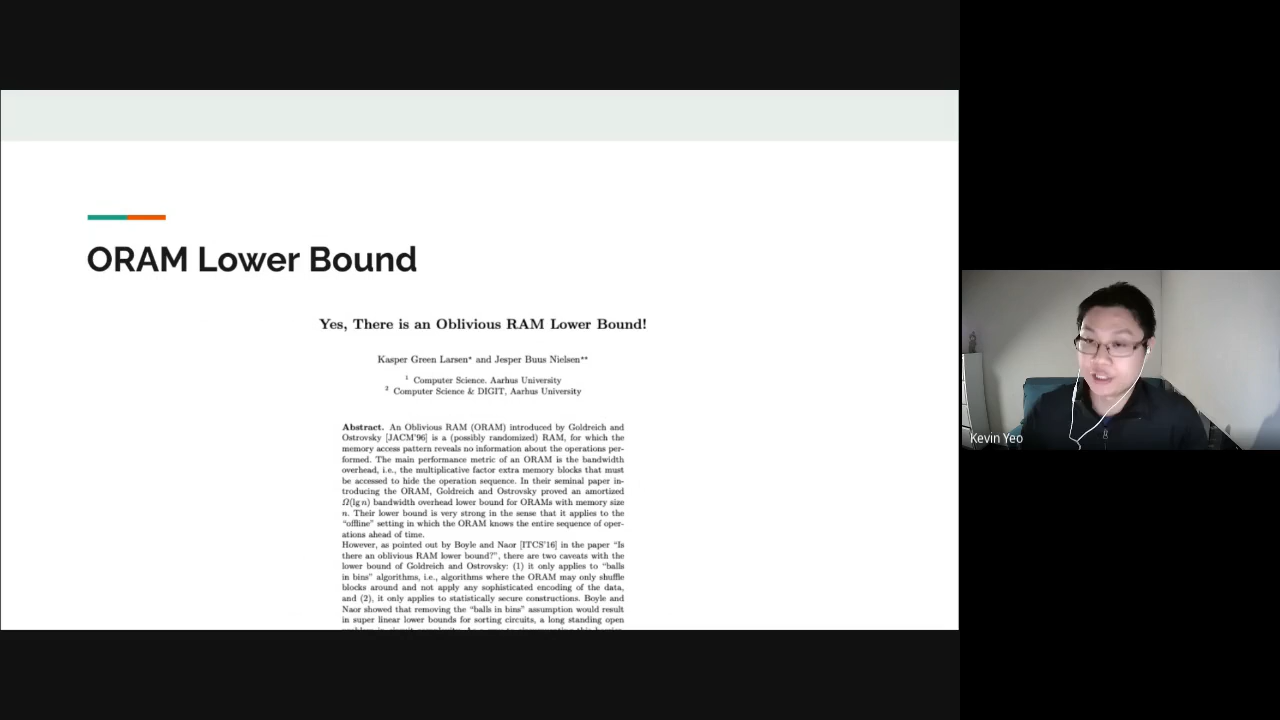 ORAM Lower Bound
Yes, There is an Oblivious RAM Lower Bound!
Kasper Green Larsen* and Jesper Buus Nielsen**
1 Computer Science. Aarhus University
2 Computer Science & DIGIT, Aarhus University
Abstract. An Oblivious RAM (ORAM) introduced by Goldreich and
Ostrovsky [JACM'96] is a (possibly randomized) RAM, for which the
memory access pattern reveals no information about the operations per-
formed. The main performance metric of an ORAM is the bandwidth
overhead, i.e., the multiplicative factor extra memory blocks that must
be accessed to hide the operation sequence. In their seminal paper in-
troducing the ORAM, Goldreich and Ostrovsky proved an amortized
Ω(lg n) bandwidth overhead lower bound for ORAMs with memory size
n. Their lower bound is very strong in the sense that it applies to the
"offline" setting in which the ORAM knows the entire sequence of oper-
ations ahead of time.
However, as pointed out by Boyle and Naor [ITCS'16] in the paper "Is
there an oblivious RAM lower bound?", there are two caveats with the
lower bound of Goldreich and Ostrovsky: (1) it only applies to "balls
in bins" algorithms, i.e., algorithms where the ORAM may only shuffle
blocks around and not apply any sophisticated encoding of the data,
and (2), it only applies to statistically secure constructions. Boyle and
Naor showed that removing the "balls in bins" assumption would result
in super linear lower bounds for sorting circuits, a long standing open
Kevin Yeo